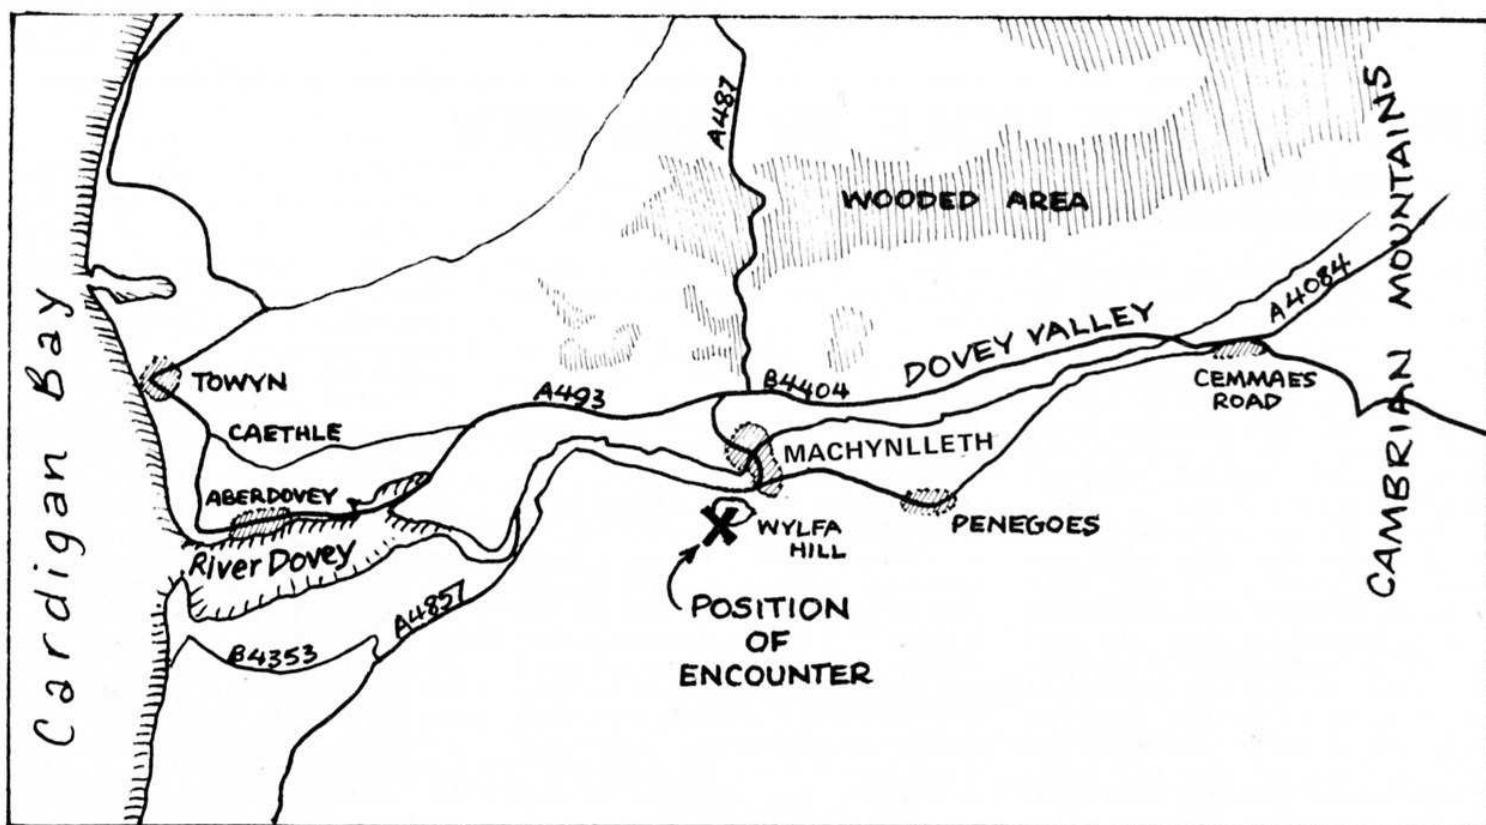 A487
WOODED AREA
CAMBRIAN MOUNTAINS
Cardigan Bay
A4084
DOVEY VALLEY
TOWYN
A493
B4404
CEMMAES
ROAD
CAETHLE
MACHYNLLETH
ABERDOVEY
PENEGOES
WYLFA
HILL
River Dovey
POSITION
OF
ENCOUNTER
A4857
B4353